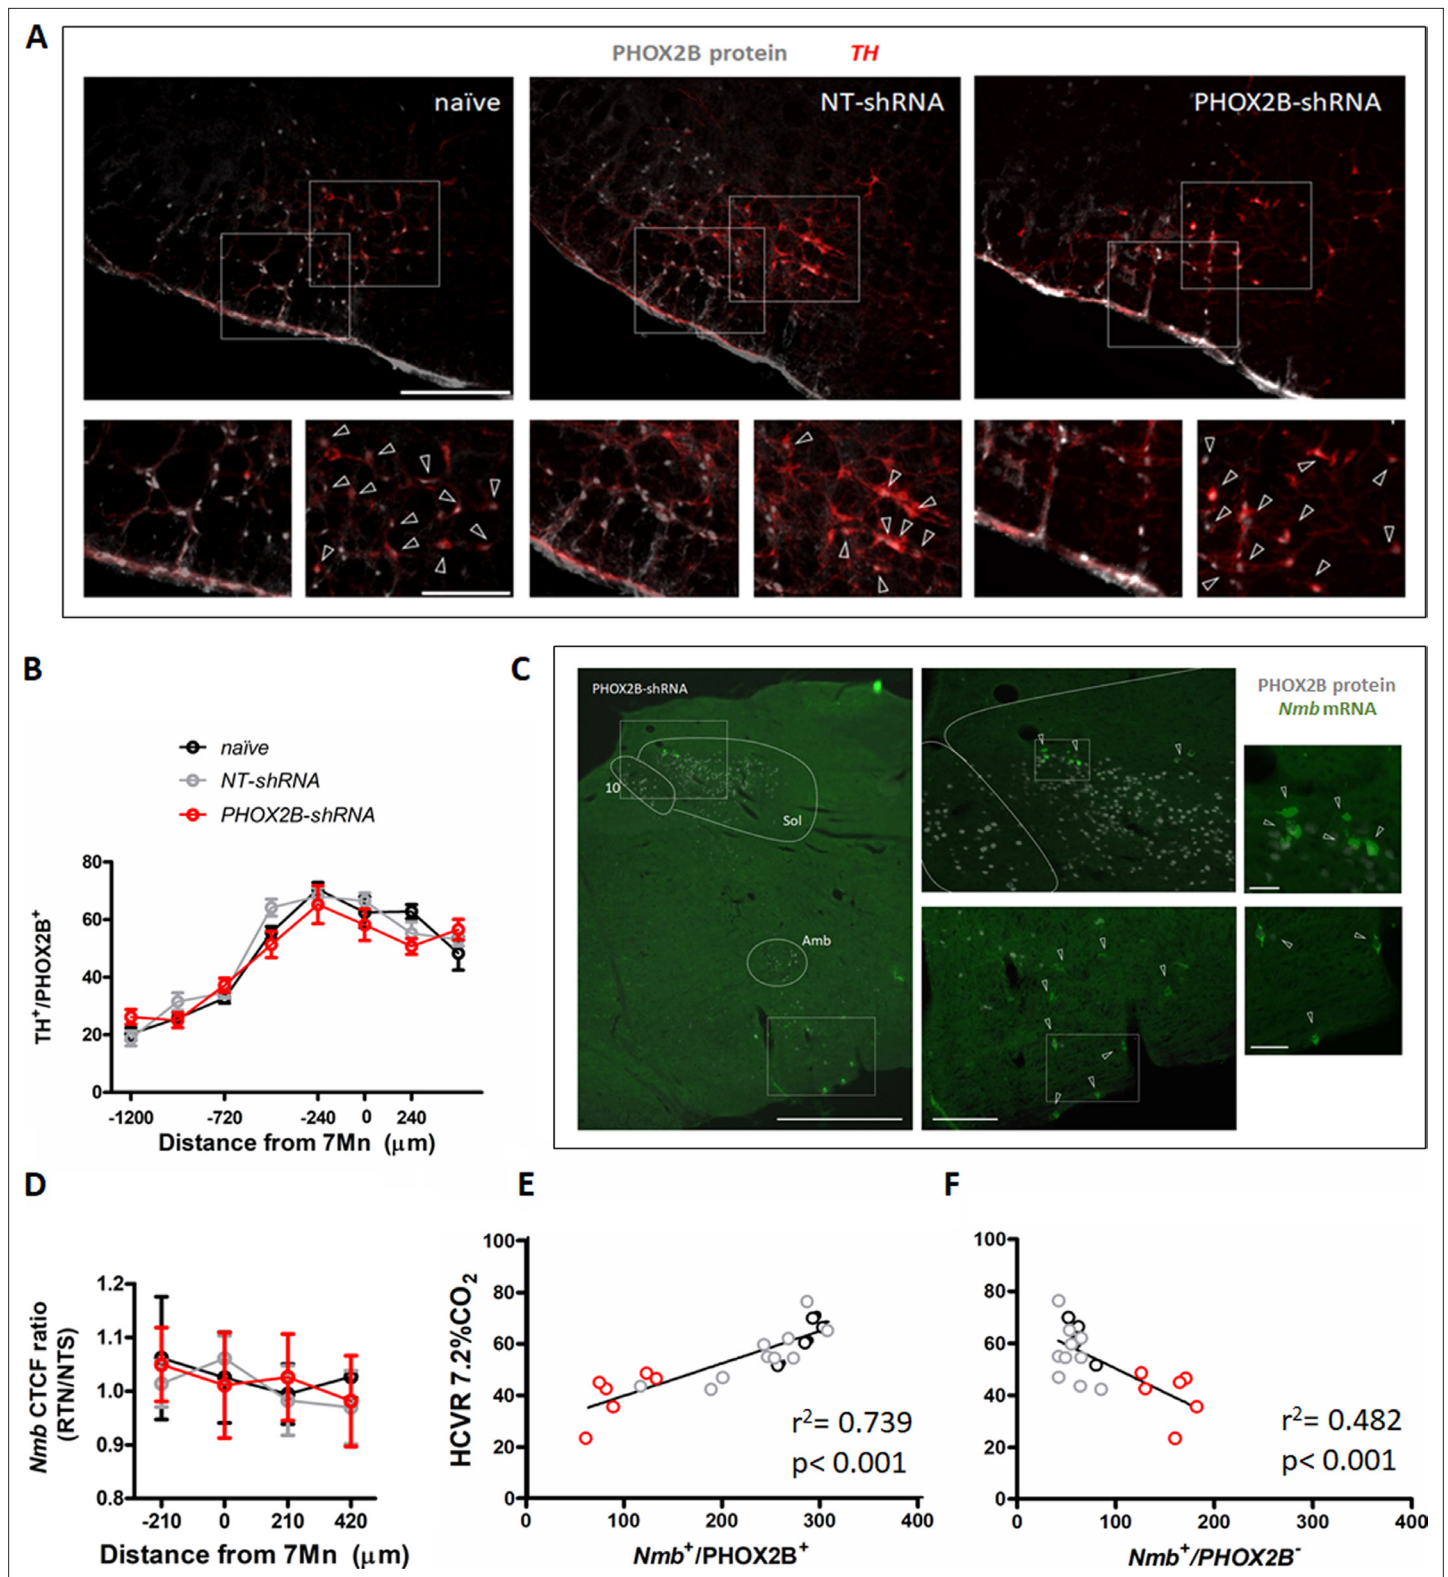 A
PHOX2B protein TH
naïve
NT-shRNA
PHOX2B-shRNA
B
naïve
NT-shRNA
PHOX2B-shRNA
TH⁺/PHOX2B⁺
80
60
40
20
0
-1200 -720 -240 0 240
Distance from 7Mn (μm)
C
PHOX2B-shRNA
10
Sol
Amb
PHOX2B protein
Nmb mRNA
D
Nmb CTCF ratio
(RTN/NTS)
1.2
1.1
1.0
0.9
0.8
-210 0 210 420
Distance from 7Mn (μm)
E
HCVR 7.2%CO₂
100
80
60
40
20
0
r²= 0.739
p< 0.001
0 100 200 300 400
Nmb⁺/PHOX2B⁺
F
100
80
60
40
20
0
r²= 0.482
p< 0.001
0 100 200 300 400
Nmb⁺/PHOX2B⁻